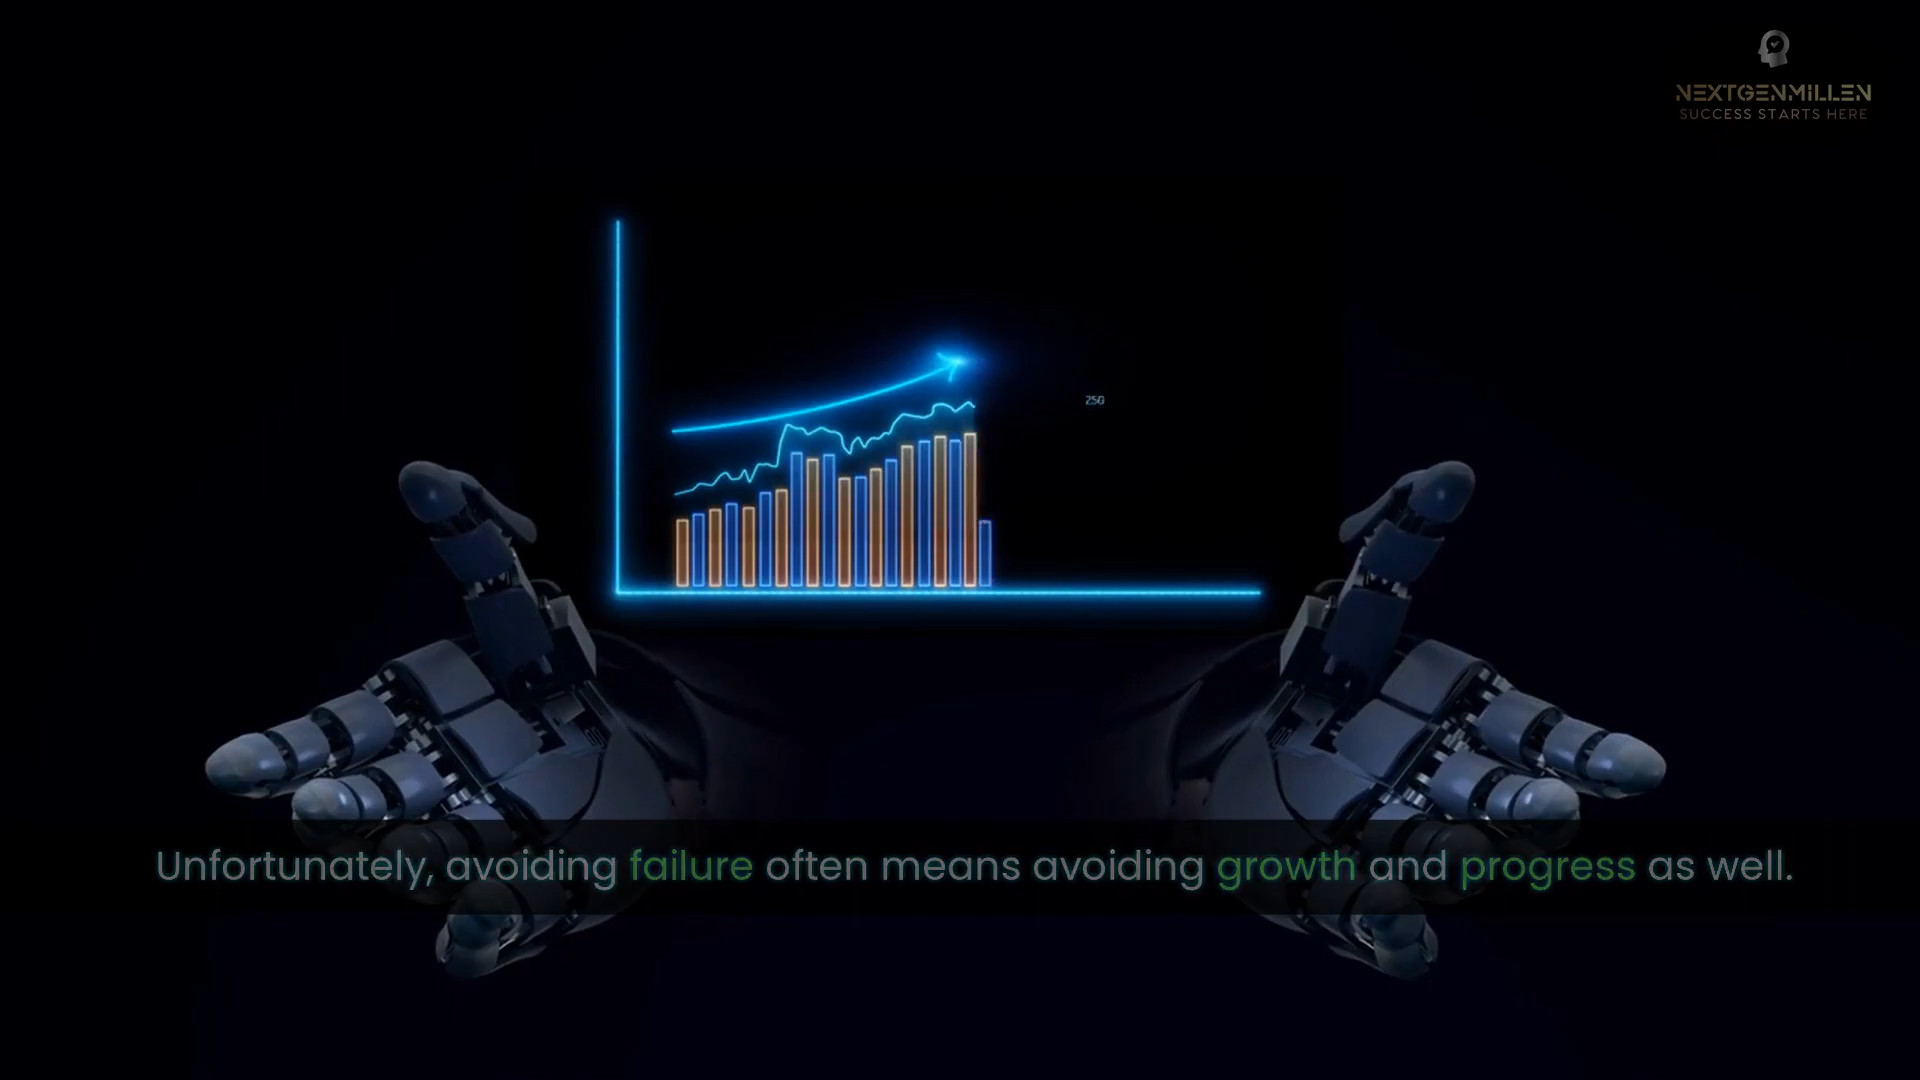 NEXTGENMILLEN
SUCCESS STARTS HERE
250
Unfortunately, avoiding failure often means avoiding growth and progress as well.